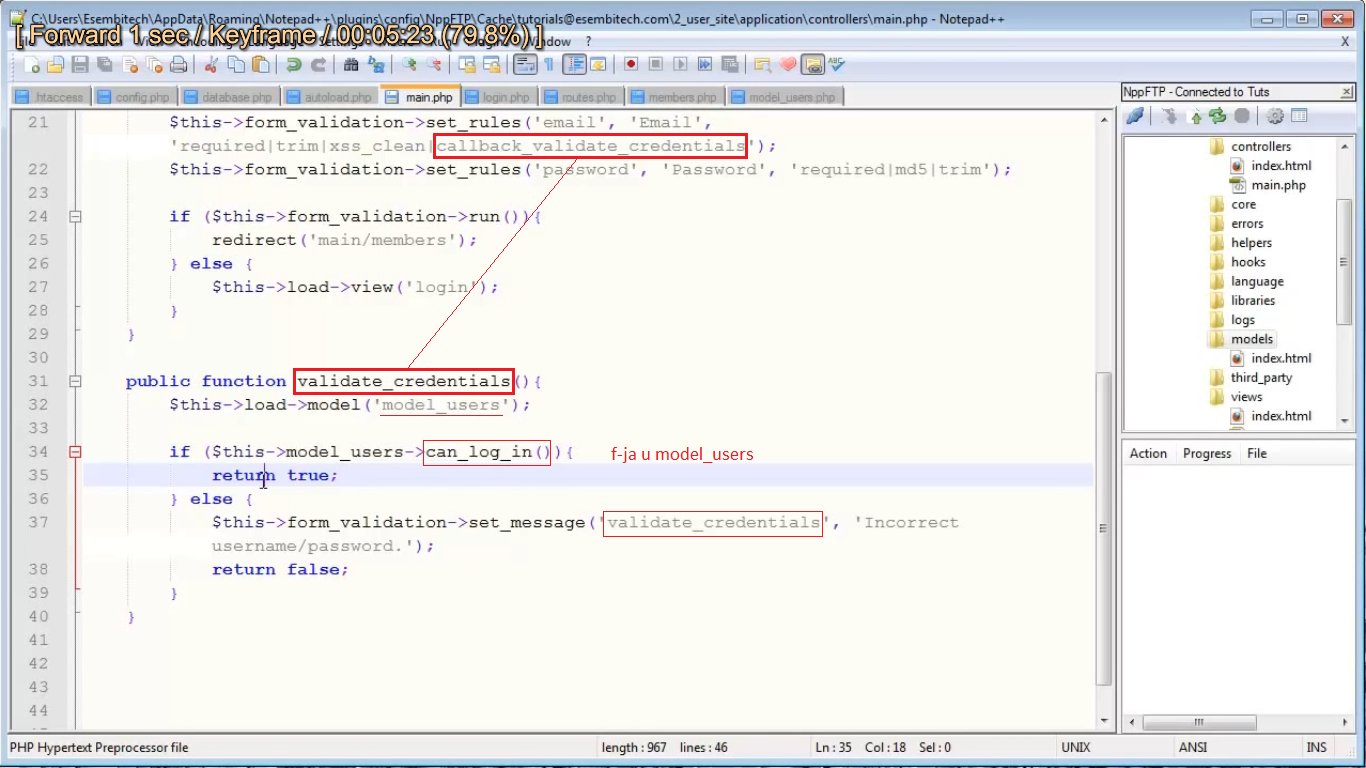 C:\Users\Esembitech\AppData\Roaming\Notepad++\plugins\config\NppFTP\Cache\tutorials@esembitech.com\2_user_site\application\controllers\main.php - Notepad++
[ Forward 1 sec / Keyframe / 00:05:23 (79.8%) ]
Window ? X
.htaccess config.php database.php autoload.php main.php login.php routes.php members.php model_users.php
21 $this->form_validation->set_rules('email', 'Email',
'required|trim|xss_clean|callback_validate_credentials');
22 $this->form_validation->set_rules('password', 'Password', 'required|md5|trim');
23
24 if ($this->form_validation->run()){
25 redirect('main/members');
26 } else {
27 $this->load->view('login');
28 }
29 }
30
31 public function validate_credentials(){
32 $this->load->model('model_users');
33
34 if ($this->model_users->can_log_in()){ f-ja u model_users
35 return true;
36 } else {
37 $this->form_validation->set_message('validate_credentials', 'Incorrect
username/password.');
38 return false;
39 }
40 }
41
42
43
44
NppFTP - Connected to Tuts
controllers
index.html
main.php
core
errors
helpers
hooks
language
libraries
logs
models
index.html
third_party
views
index.html
Action Progress File
PHP Hypertext Preprocessor file length : 967 lines : 46 Ln : 35 Col : 18 Sel : 0 UNIX ANSI INS